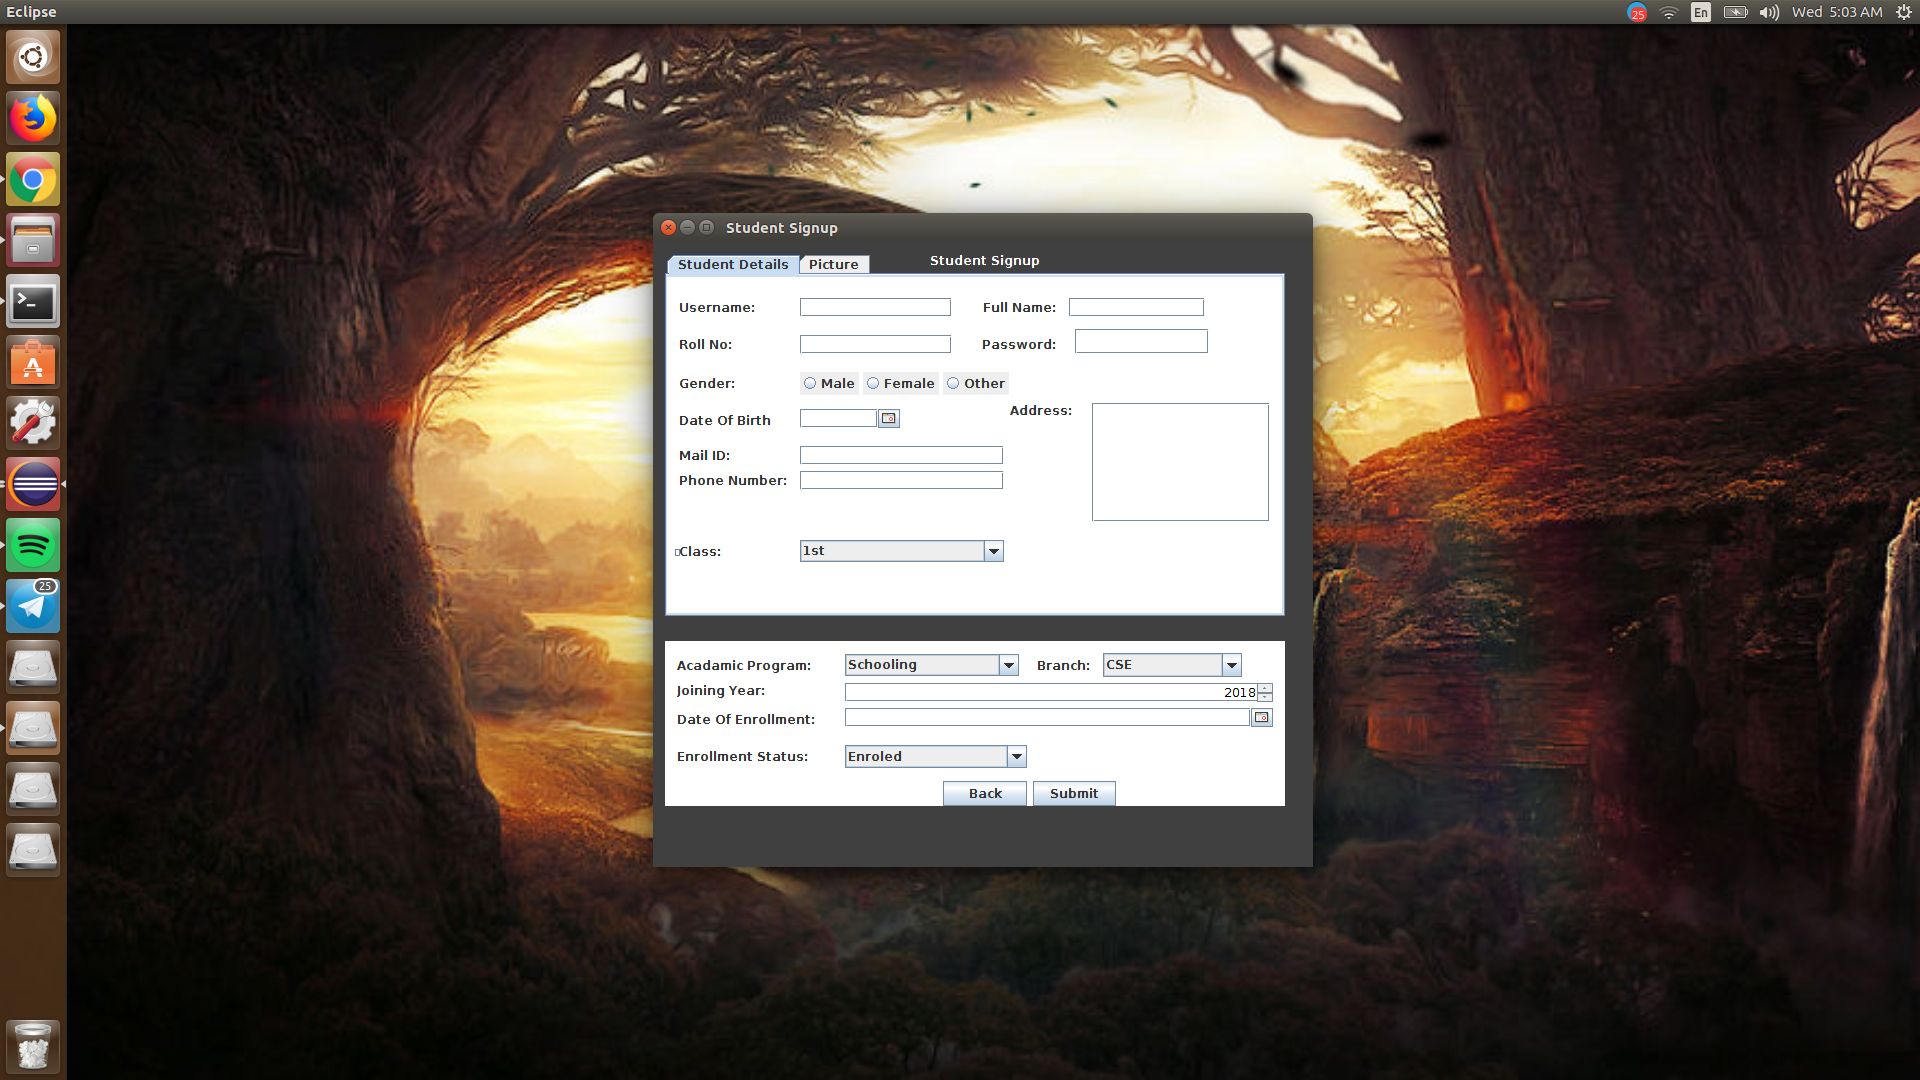 Eclipse
25
En
Wed 5:03 AM
Student Signup
Student Details
Picture
Student Signup
Username:
Full Name:
Roll No:
Password:
Gender:
Male
Female
Other
Date Of Birth
Address:
Mail ID:
Phone Number:
Class:
1st
25
Acadamic Program:
Schooling
Branch:
CSE
Joining Year:
2018
Date Of Enrollment:
Enrollment Status:
Enroled
Back
Submit